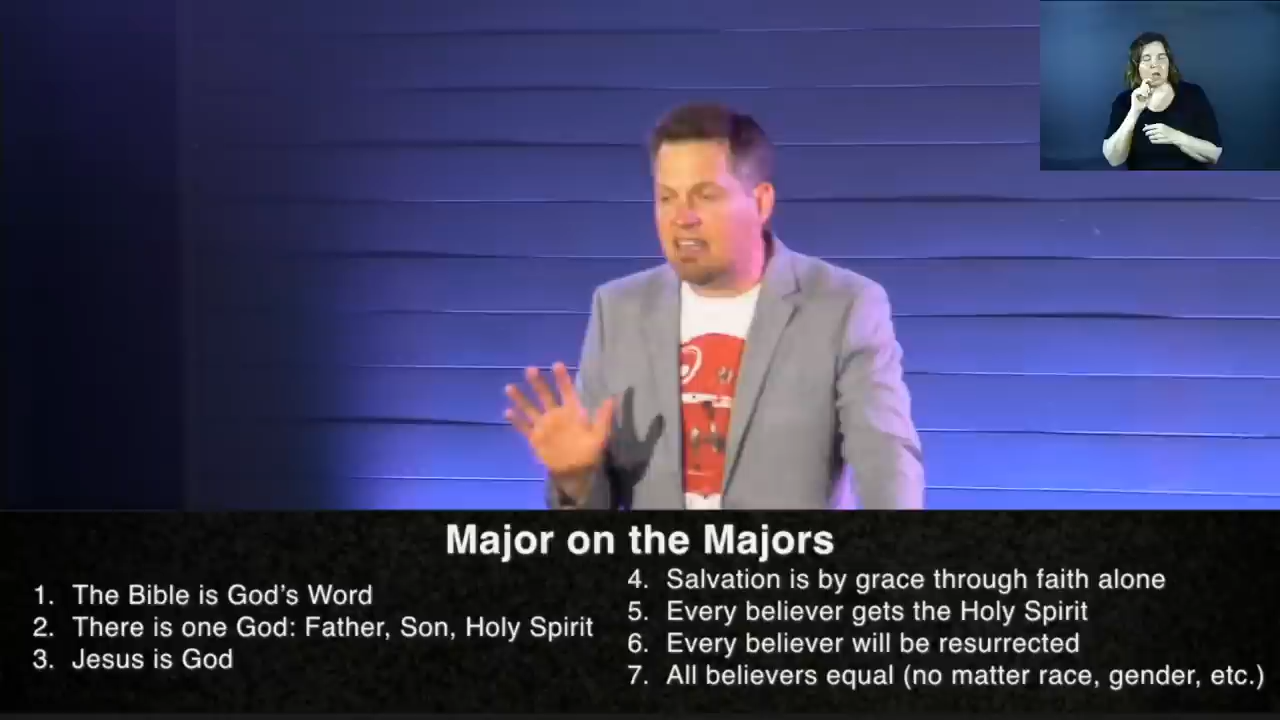 Major on the Majors
1. The Bible is God's Word
2. There is one God: Father, Son, Holy Spirit
3. Jesus is God
4. Salvation is by grace through faith alone
5. Every believer gets the Holy Spirit
6. Every believer will be resurrected
7. All believers equal (no matter race, gender, etc.)